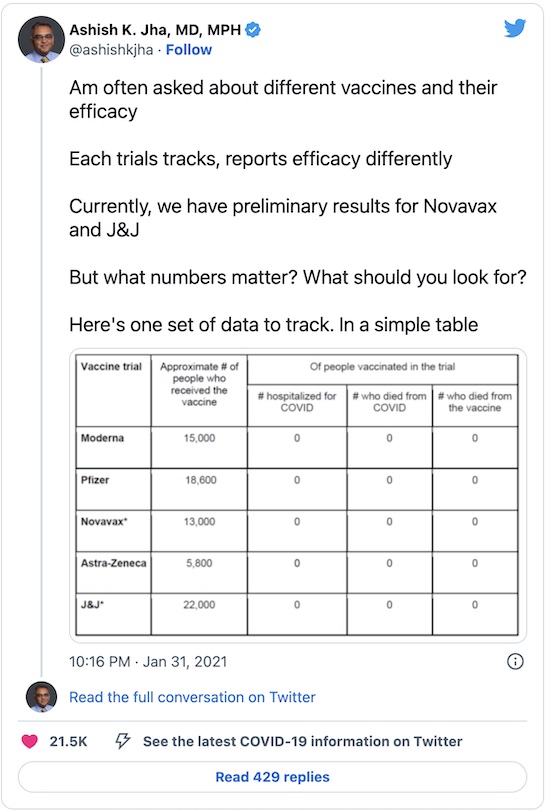 Ashish K. Jha, MD, MPH
@ashishkjha · Follow
Am often asked about different vaccines and their
efficacy
Each trials tracks, reports efficacy differently
Currently, we have preliminary results for Novavax
and J&J
But what numbers matter? What should you look for?
Here's one set of data to track. In a simple table
Vaccine trial
Approximate # of
people who
received the
vaccine
Of people vaccinated in the trial
# hospitalized for
COVID
# who died from
COVID
# who died from
the vaccine
Moderna 15,000 0 0 0
Pfizer 18,600 0 0 0
Novavax* 13,000 0 0 0
Astra-Zeneca 5,800 0 0 0
J&J* 22,000 0 0 0
10:16 PM · Jan 31, 2021
Read the full conversation on Twitter
21.5K See the latest COVID-19 information on Twitter
Read 429 replies